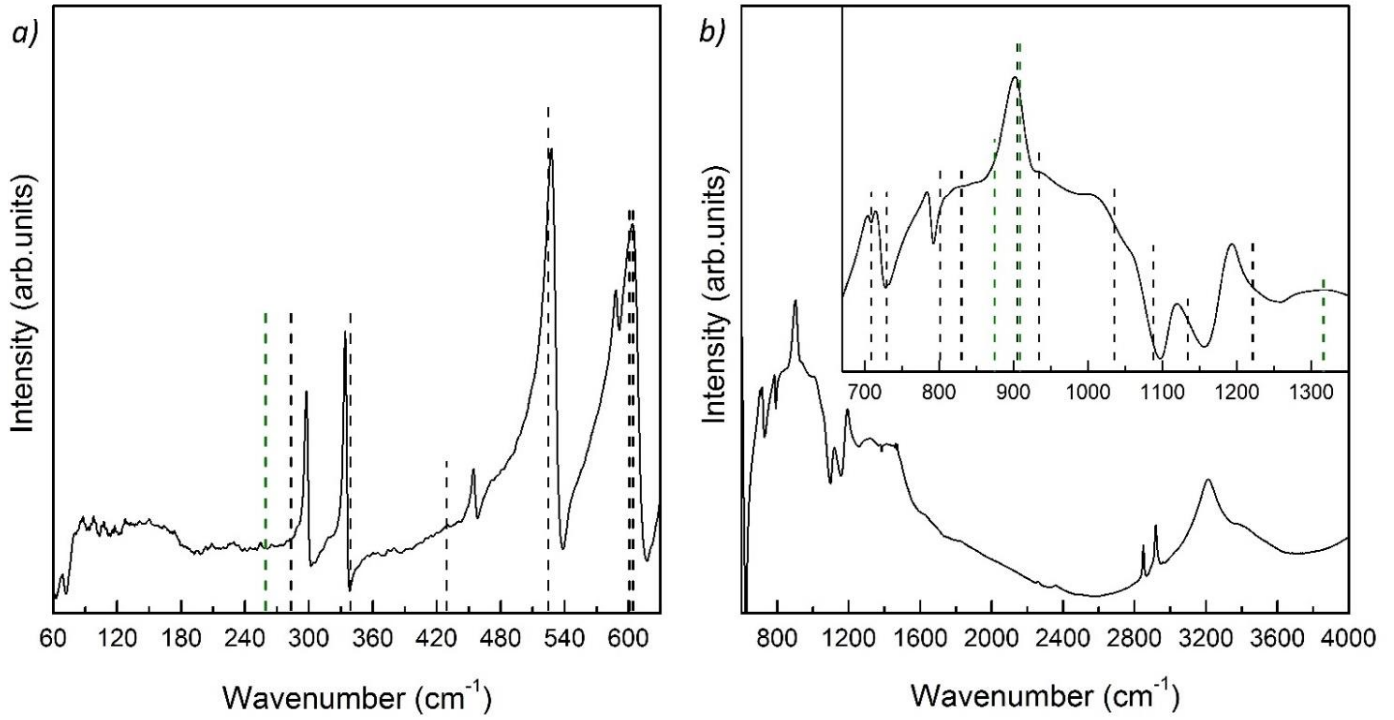 a)
Intensity (arb.units)
60 120 180 240 300 360 420 480 540 600
Wavenumber (cm⁻¹)
b)
Intensity (arb.units)
700 800 900 1000 1100 1200 1300
800 1200 1600 2000 2400 2800 3200 3600 4000
Wavenumber (cm⁻¹)